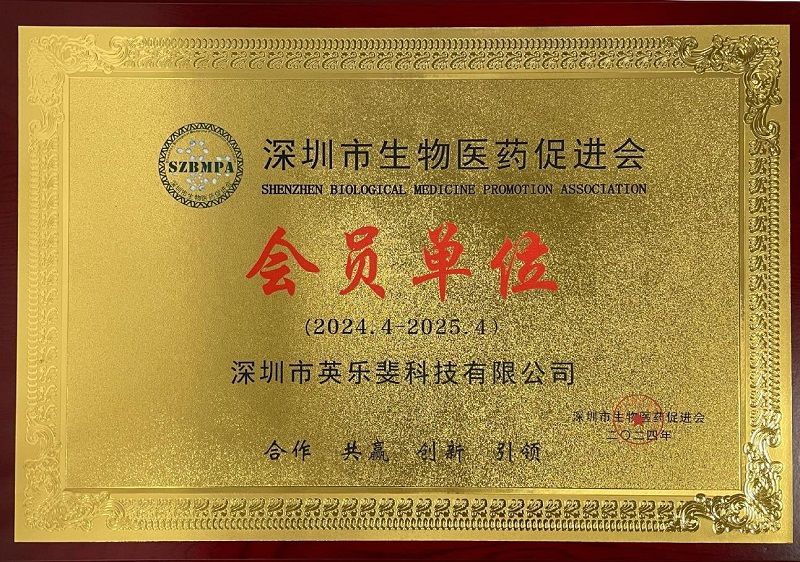 SZBMPA
深圳市生物医药促进会
SHENZHEN BIOLOGICAL MEDICINE PROMOTION ASSOCIATION
会员单位
(2024.4-2025.4)
深圳市英乐斐科技有限公司
深圳市生物医药促进会
二〇二四年
合作 共赢 创新 引领